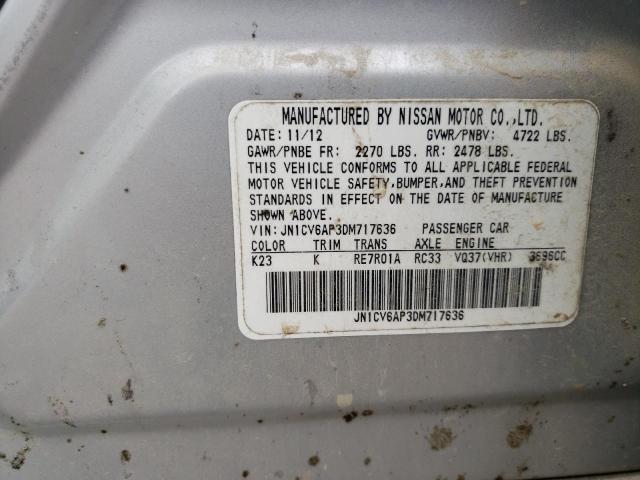 MANUFACTURED BY NISSAN MOTOR CO.,LTD.
DATE: 11/12 GVWR/PNBV: 4722 LBS.
GAWR/PNBE FR: 2270 LBS. RR: 2478 LBS.
THIS VEHICLE CONFORMS TO ALL APPLICABLE FEDERAL
MOTOR VEHICLE SAFETY,BUMPER,AND THEFT PREVENTION
STANDARDS IN EFFECT ON THE DATE OF MANUFACTURE
SHOWN ABOVE.
VIN: JN1CV6AP3DM717636 PASSENGER CAR
COLOR TRIM TRANS AXLE ENGINE
K23 K RE7R01A RC33 VQ37(VHR) 3696CC
JN1CV6AP3DM717636